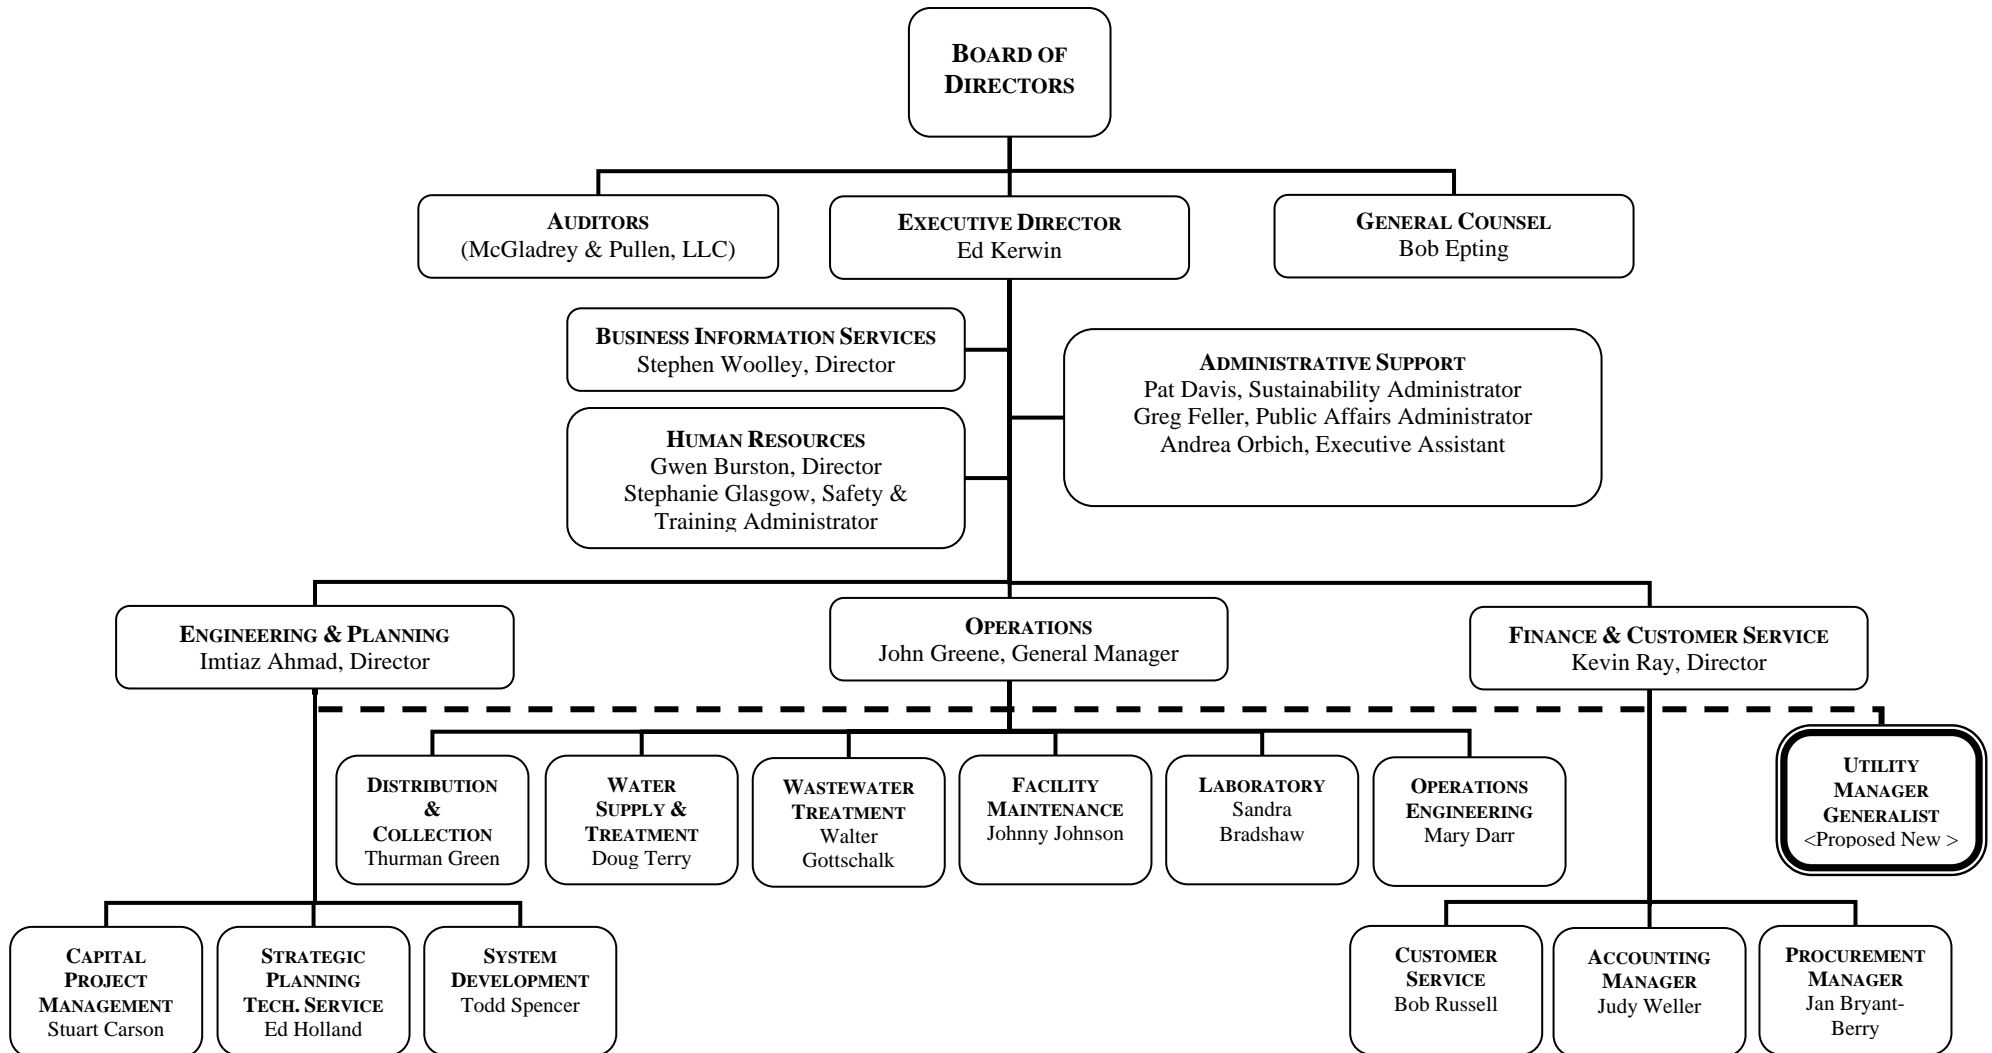 BOARD OF
DIRECTORS
AUDITORS
(McGladrey & Pullen, LLC)
EXECUTIVE DIRECTOR
Ed Kerwin
GENERAL COUNSEL
Bob Epting
BUSINESS INFORMATION SERVICES
Stephen Woolley, Director
ADMINISTRATIVE SUPPORT
Pat Davis, Sustainability Administrator
Greg Feller, Public Affairs Administrator
Andrea Orbich, Executive Assistant
HUMAN RESOURCES
Gwen Burston, Director
Stephanie Glasgow, Safety &
Training Administrator
ENGINEERING & PLANNING
Imtiaz Ahmad, Director
OPERATIONS
John Greene, General Manager
FINANCE & CUSTOMER SERVICE
Kevin Ray, Director
DISTRIBUTION
&
COLLECTION
Thurman Green
WATER
SUPPLY &
TREATMENT
Doug Terry
WASTEWATER
TREATMENT
Walter
Gottschalk
FACILITY
MAINTENANCE
Johnny Johnson
LABORATORY
Sandra
Bradshaw
OPERATIONS
ENGINEERING
Mary Darr
UTILITY
MANAGER
GENERALIST
<Proposed New >
CAPITAL
PROJECT
MANAGEMENT
Stuart Carson
STRATEGIC
PLANNING
TECH. SERVICE
Ed Holland
SYSTEM
DEVELOPMENT
Todd Spencer
CUSTOMER
SERVICE
Bob Russell
ACCOUNTING
MANAGER
Judy Weller
PROCUREMENT
MANAGER
Jan Bryant-
Berry